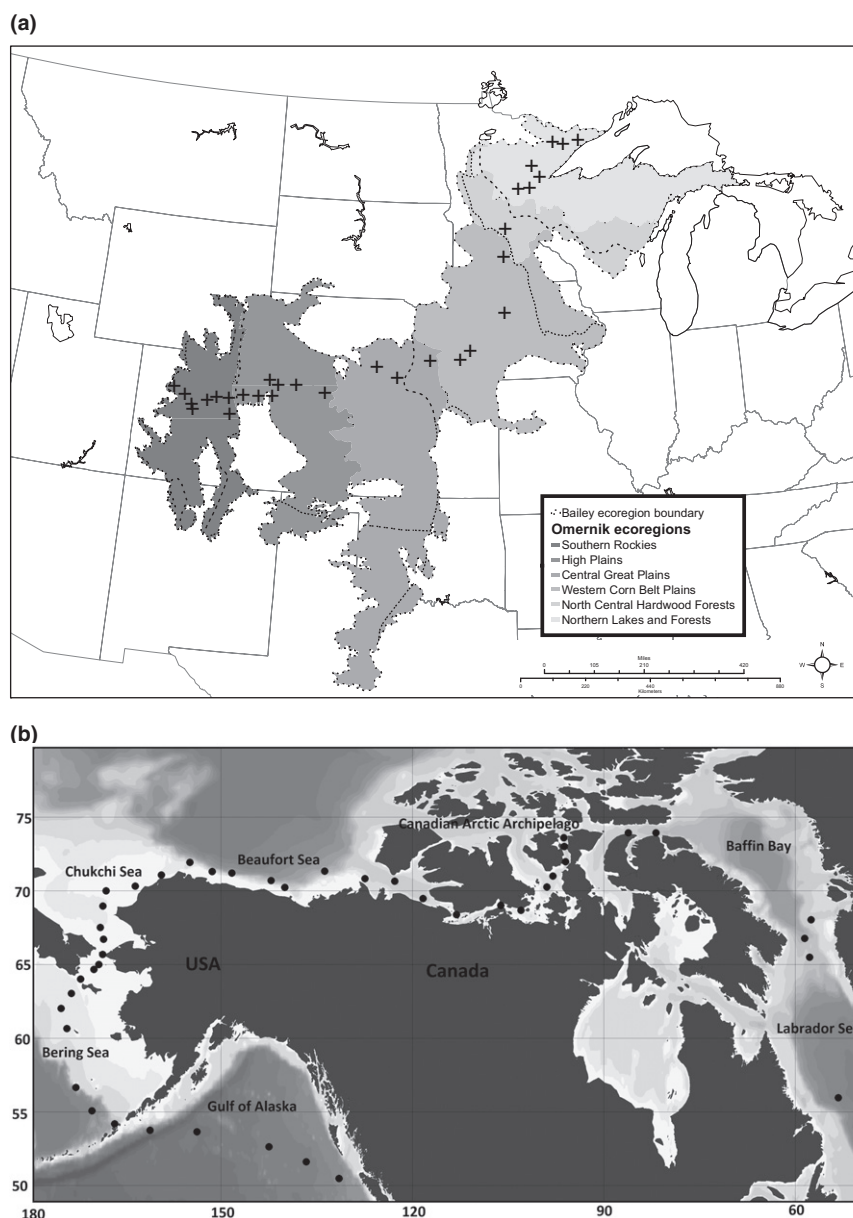 (a)
Bailey ecoregion boundary
Omernik ecoregions
Southern Rockies
High Plains
Central Great Plains
Western Corn Belt Plains
North Central Hardwood Forests
Northern Lakes and Forests
N
W E
S
Miles
0 105 210 420
0 220 440 880
Kilometers
(b)
75
Canadian Arctic Archipelago
Beaufort Sea
Baffin Bay
Chukchi Sea
70
65
USA
Canada
60
Labrador Se
Bering Sea
55
Gulf of Alaska
50
180 150 120 90 60